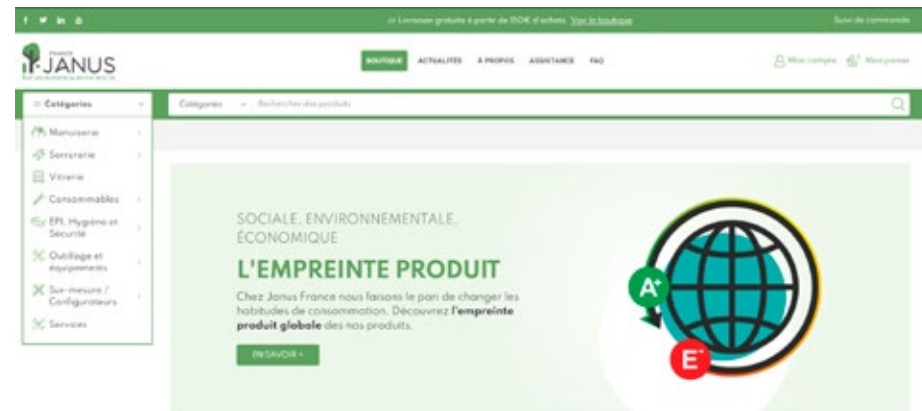 Livraison gratuite à partir de 150€ d'achats Voir la boutique
Suivi de commande
FRANCE
JANUS
BOUTIQUE ACTUALITÉS À PROPOS ASSISTANCE FAQ
Mon compte Mon panier
Catégories
Catégories Rechercher des produits
Menuiserie
Serrurerie
Vitrerie
Consommables
EPI, Hygiène et
Sécurité
Outillage et
équipements
Sur-mesure /
Configurateurs
Services
SOCIALE, ENVIRONNEMENTALE,
ÉCONOMIQUE
L'EMPREINTE PRODUIT
Chez Janus France nous faisons le pari de changer les
habitudes de consommation. Découvrez l'empreinte
produit globale des nos produits.
EN SAVOIR +
A+
E-